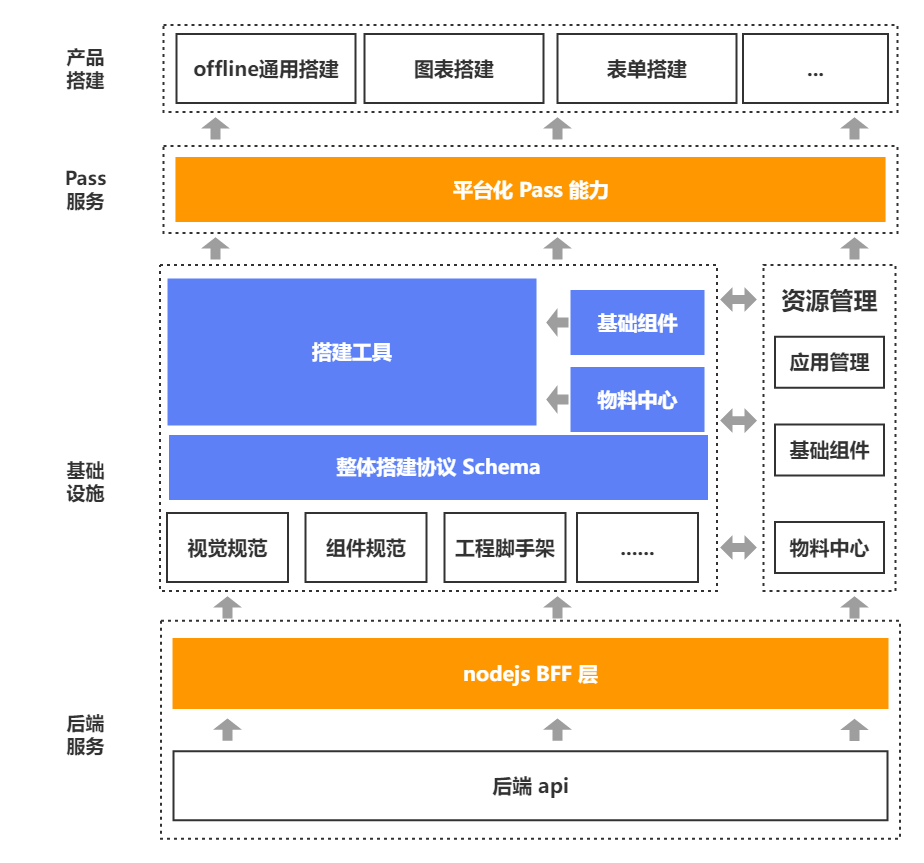 产品
搭建
offline通用搭建
图表搭建
表单搭建
...
Pass
服务
平台化 Pass 能力
基础
设施
搭建工具
基础组件
物料中心
整体搭建协议 Schema
视觉规范
组件规范
工程脚手架
......
资源管理
应用管理
基础组件
物料中心
后端
服务
nodejs BFF 层
后端 api